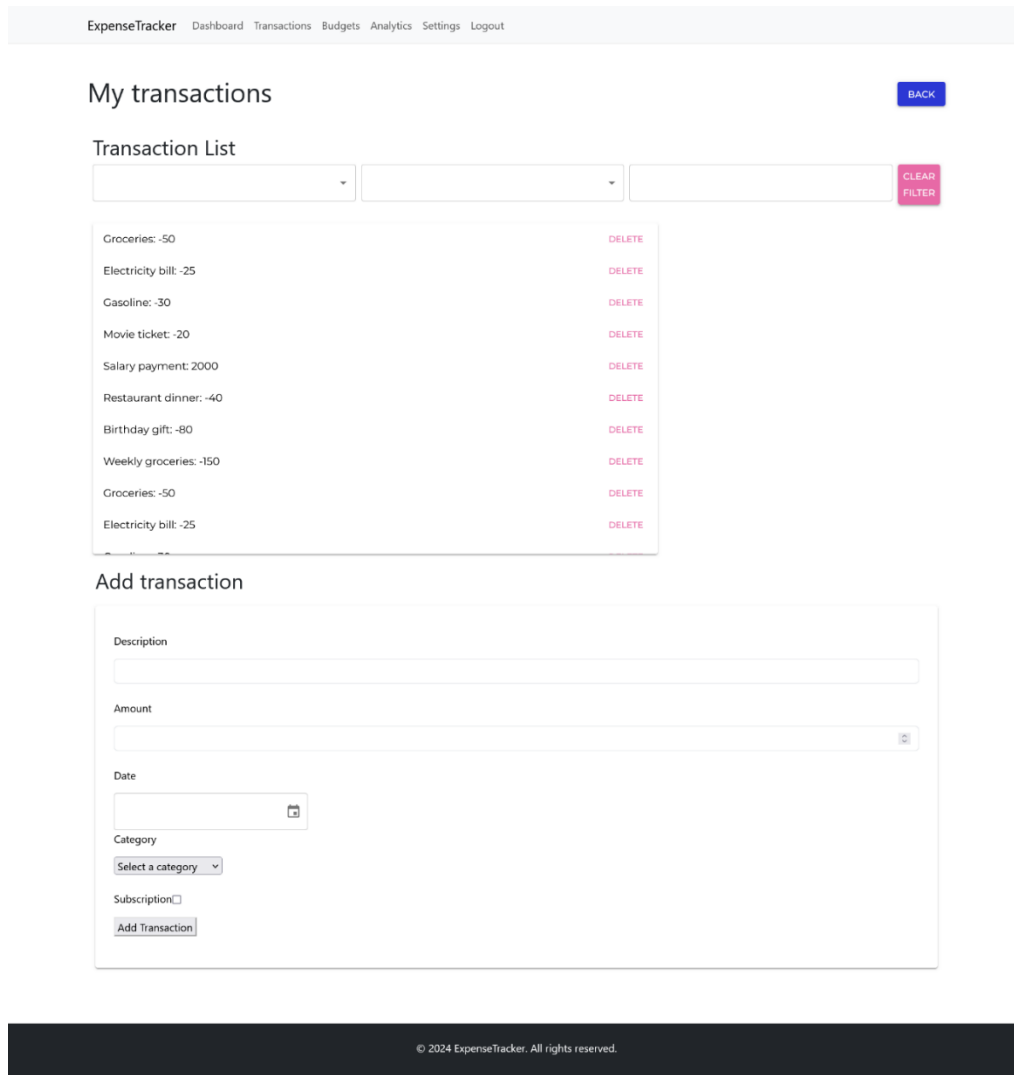 ExpenseTracker Dashboard Transactions Budgets Analytics Settings Logout
My transactions
BACK
Transaction List
CLEAR
FILTER
Groceries: -50 DELETE
Electricity bill: -25 DELETE
Gasoline: -30 DELETE
Movie ticket: -20 DELETE
Salary payment: 2000 DELETE
Restaurant dinner: -40 DELETE
Birthday gift: -80 DELETE
Weekly groceries: -150 DELETE
Groceries: -50 DELETE
Electricity bill: -25 DELETE
Add transaction
Description
Amount
Date
Category
Select a category
Subscription
Add Transaction
© 2024 ExpenseTracker. All rights reserved.